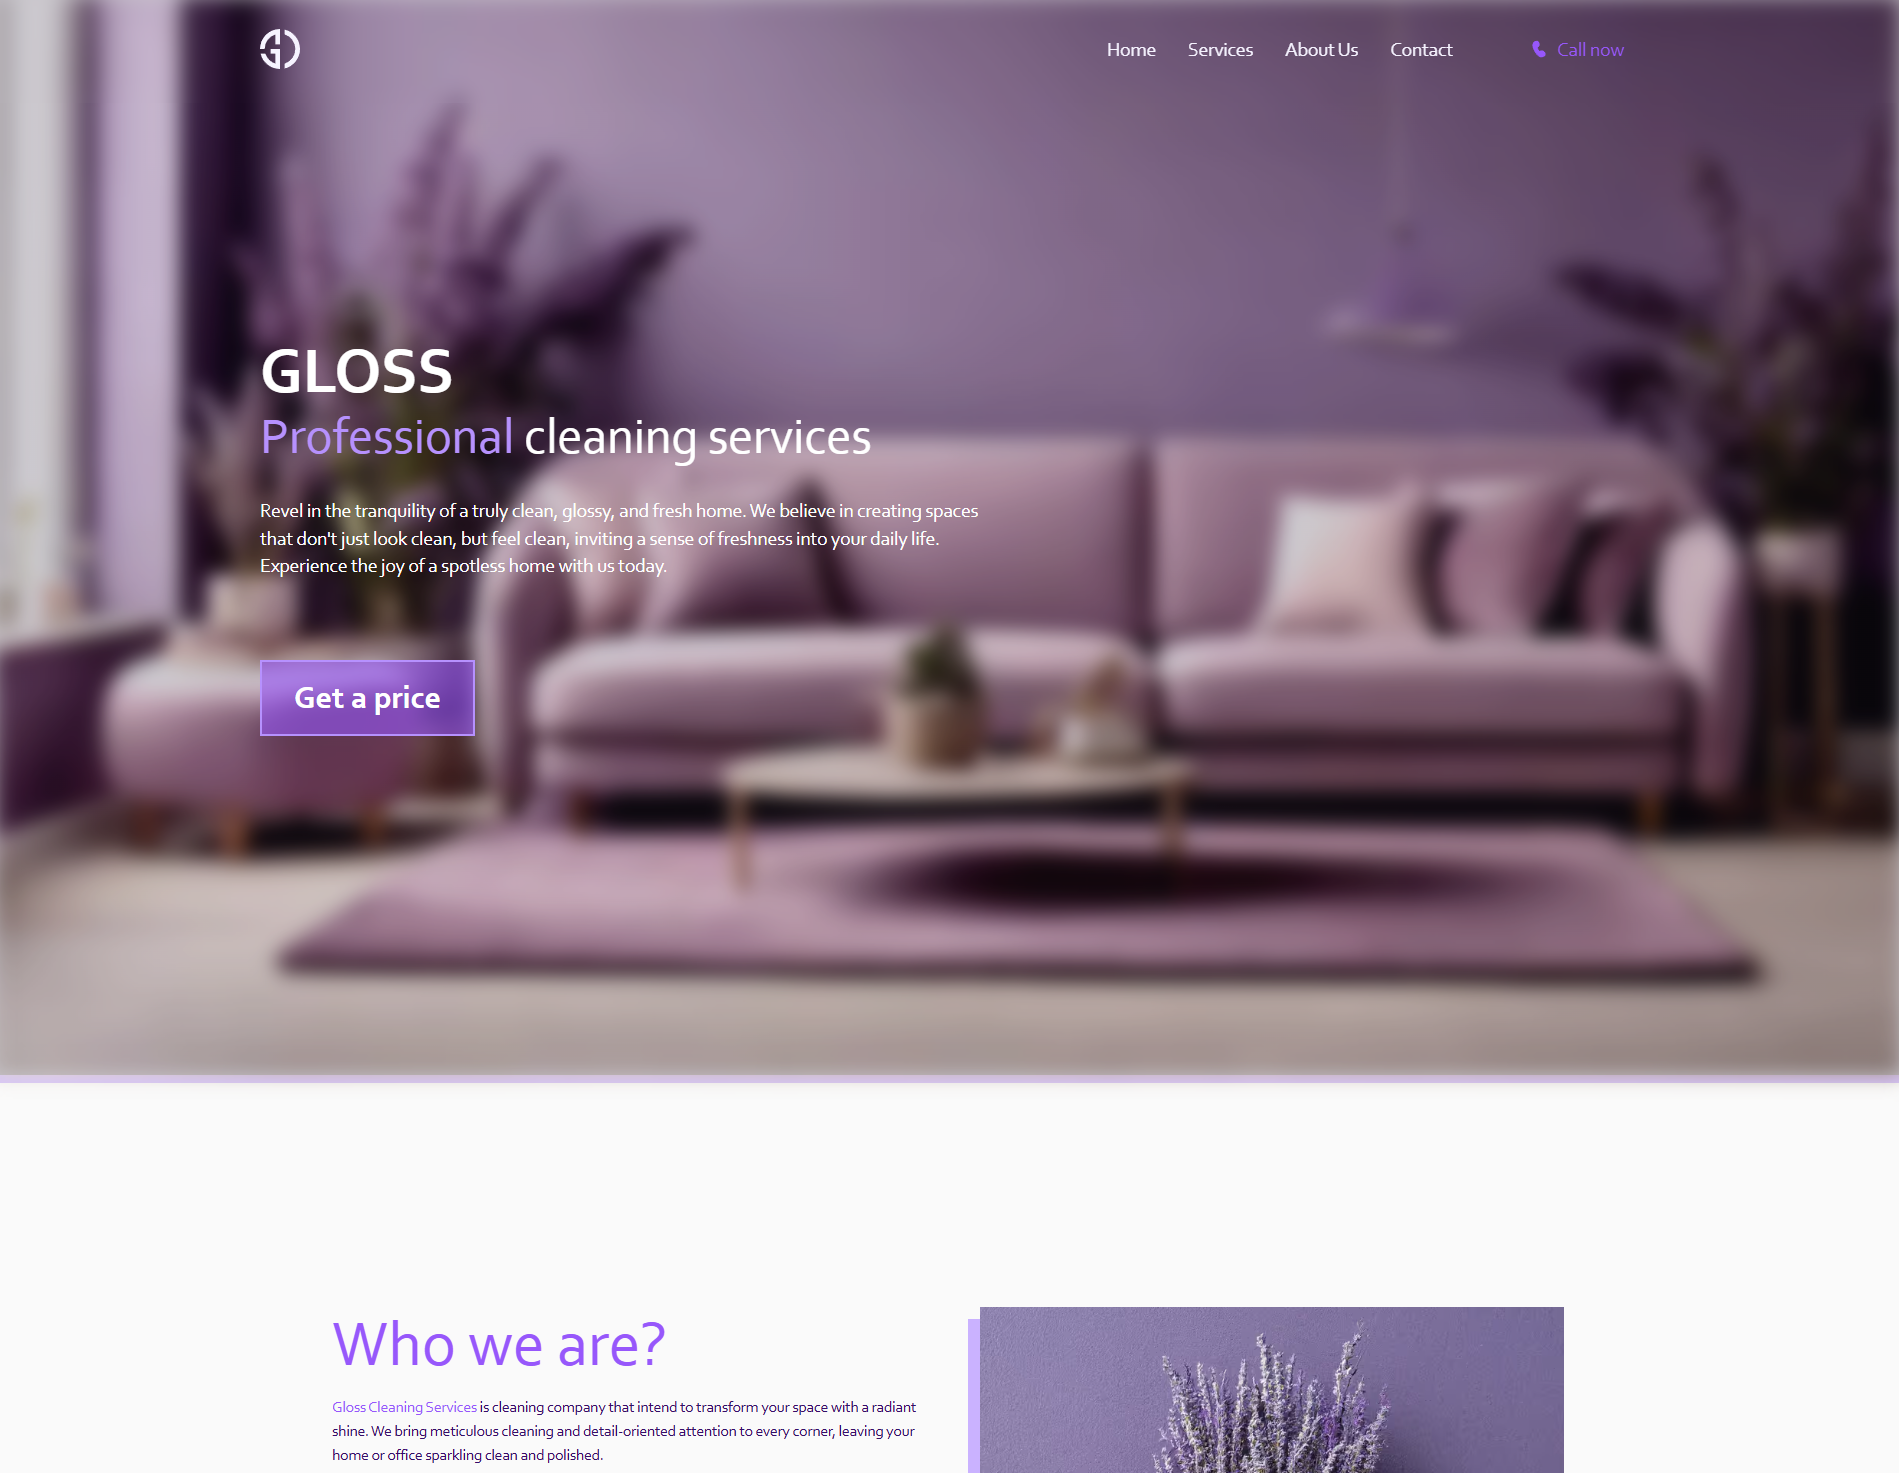 Home Services About Us Contact Call now
GLOSS
Professional cleaning services
Revel in the tranquility of a truly clean, glossy, and fresh home. We believe in creating spaces
that don't just look clean, but feel clean, inviting a sense of freshness into your daily life.
Experience the joy of a spotless home with us today.
Get a price
Who we are?
Gloss Cleaning Services is cleaning company that intend to transform your space with a radiant
shine. We bring meticulous cleaning and detail-oriented attention to every corner, leaving your
home or office sparkling clean and polished.